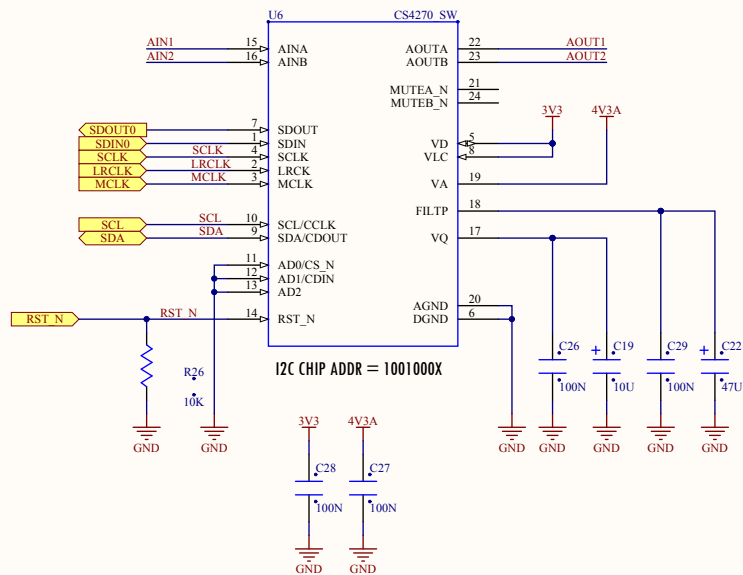 U6
CS4270_SW
AIN1
15
AINA
AIN2
16
AINB
AOUTA
22
AOUT1
AOUTB
23
AOUT2
MUTEA_N
21
MUTEB_N
24
3V3
4V3A
SDOUT0
7
SDOUT
SDIN0
1
SDIN
SCLK
SCLK
4
SCLK
LRCLK
LRCLK
2
LRCK
MCLK
MCLK
3
MCLK
VD
5
VLC
8
VA
19
FILTP
18
VQ
17
SCL
SCL
10
SCL/CCLK
SDA
SDA
9
SDA/CDOUT
11
AD0/CS_N
12
AD1/CDIN
13
AD2
RST_N
RST_N
14
RST_N
AGND
20
DGND
6
I2C CHIP ADDR = 1001000X
R26
10K
C26
100N
C19
10U
C29
100N
C22
47U
GND
GND
GND
GND
GND
GND
GND
3V3
4V3A
C28
100N
C27
100N
GND
GND